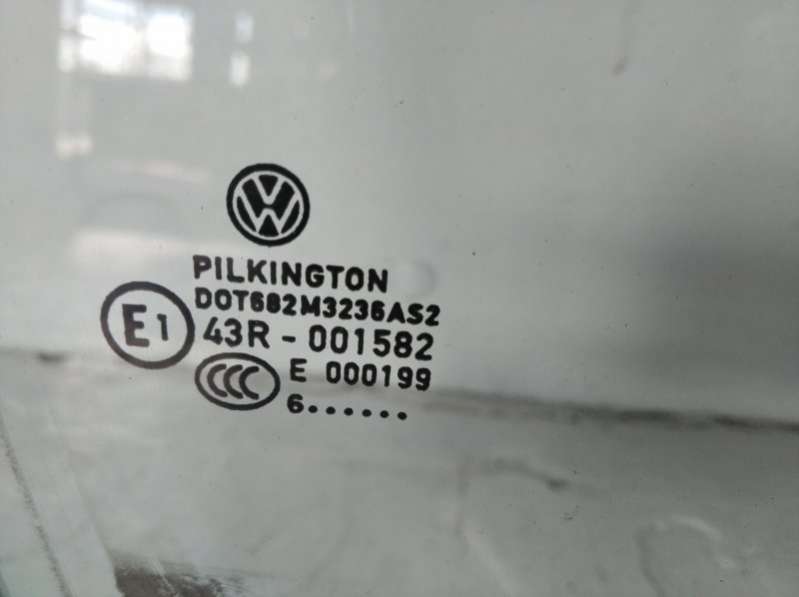 PILKINGTON
DOT682M3236AS2
E1 43R - 001582
CCC E 000199
6......